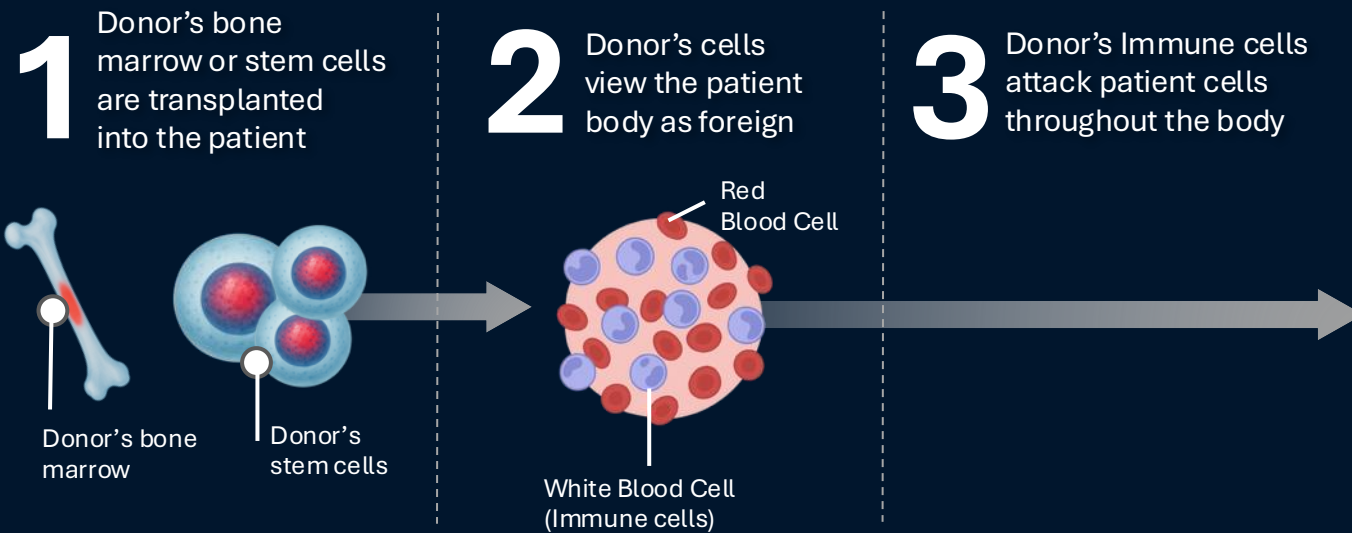 1
Donor's bone
marrow or stem cells
are transplanted
into the patient
2
Donor's cells
view the patient
body as foreign
3
Donor's Immune cells
attack patient cells
throughout the body
Red
Blood Cell
Donor's bone
marrow
Donor's
stem cells
White Blood Cell
(Immune cells)